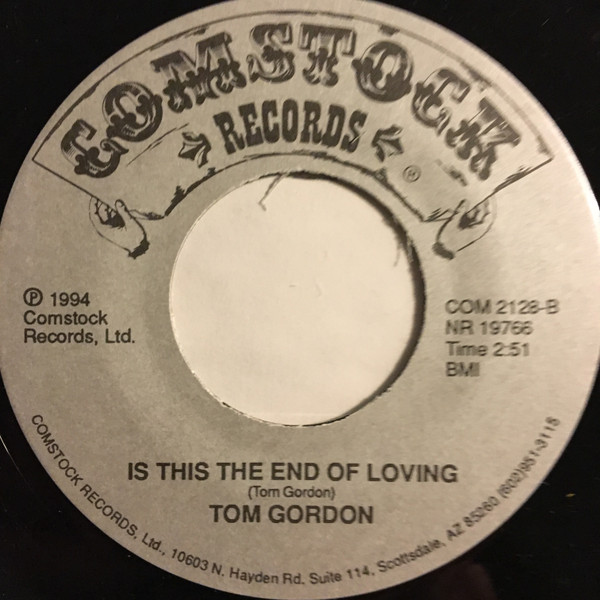 COMSTOCK
RECORDS
®
℗ 1994
Comstock
Records, Ltd.
COM 2128-B
NR 19766
Time 2:51
BMI
IS THIS THE END OF LOVING
(Tom Gordon)
TOM GORDON
COMSTOCK RECORDS, Ltd., 10603 N. Hayden Rd. Suite 114, Scottsdale, AZ 85260 (602)951-3115